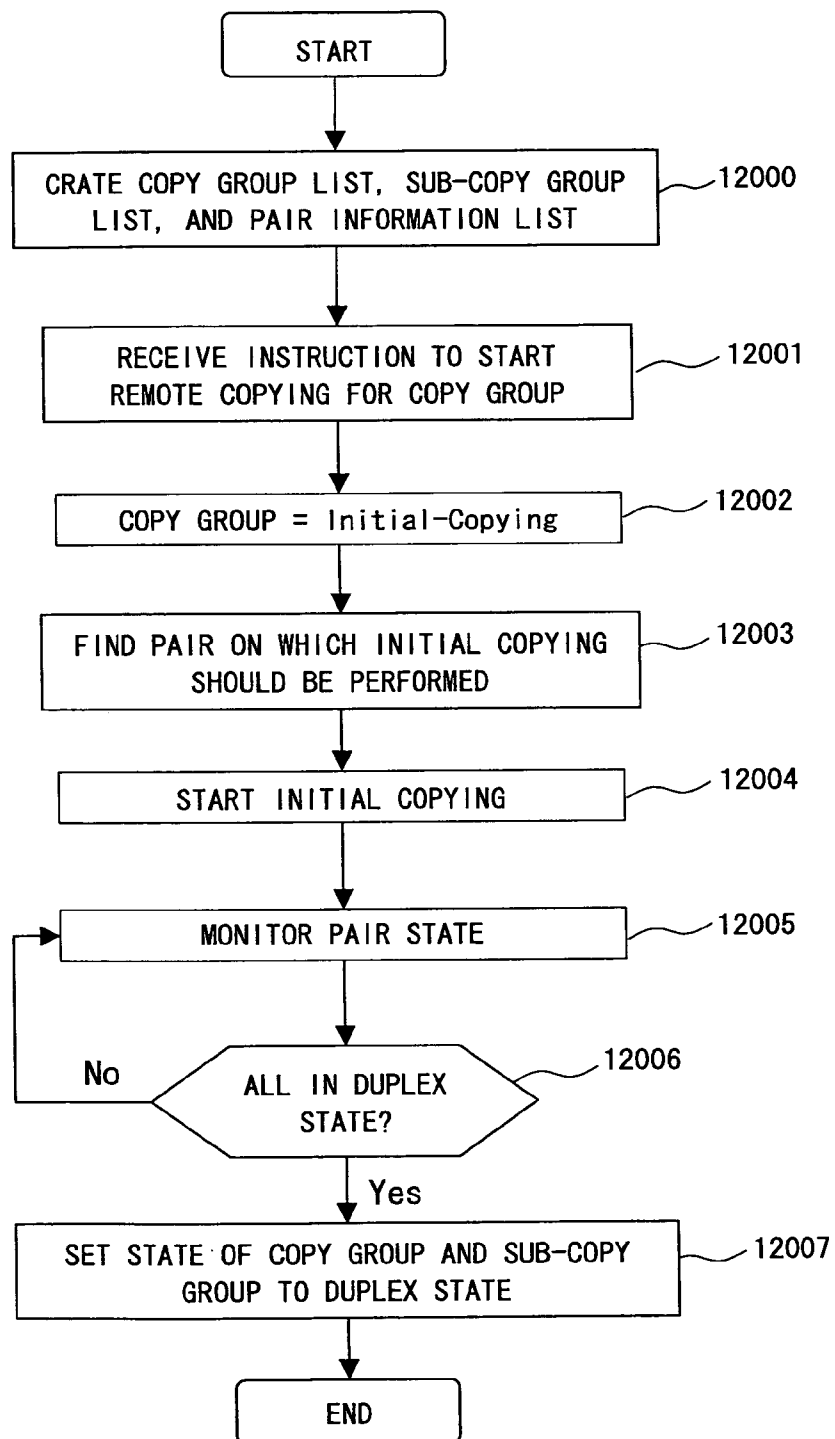 START
CRATE COPY GROUP LIST, SUB-COPY GROUP
LIST, AND PAIR INFORMATION LIST
12000
RECEIVE INSTRUCTION TO START
REMOTE COPYING FOR COPY GROUP
12001
COPY GROUP = Initial-Copying
12002
FIND PAIR ON WHICH INITIAL COPYING
SHOULD BE PERFORMED
12003
START INITIAL COPYING
12004
MONITOR PAIR STATE
12005
ALL IN DUPLEX
STATE?
12006
No
Yes
SET STATE OF COPY GROUP AND SUB-COPY
GROUP TO DUPLEX STATE
12007
END